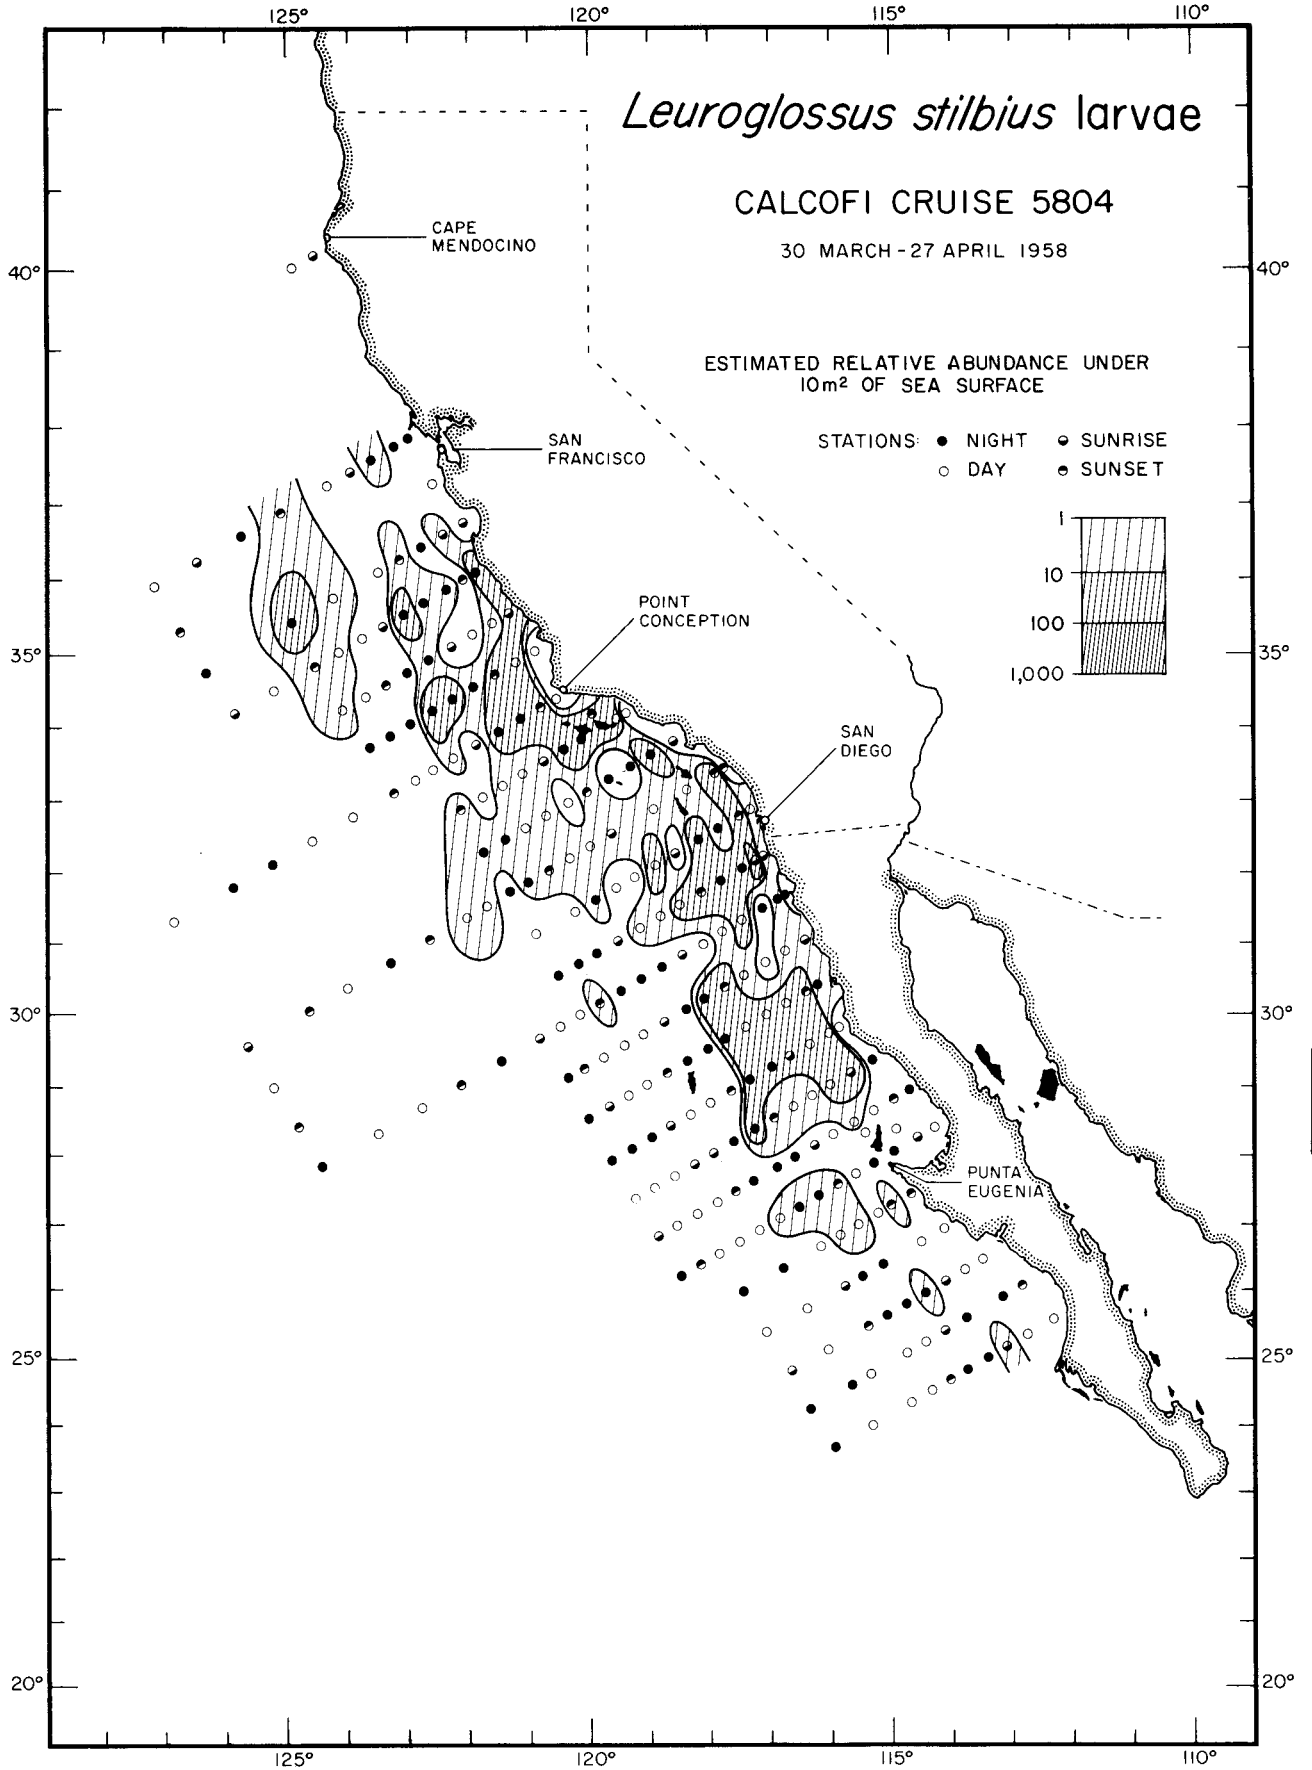 125° 120° 115° 110°
Leuroglossus stilbius larvae
CALCOFI CRUISE 5804
30 MARCH - 27 APRIL 1958
CAPE
MENDOCINO
40° 40°
ESTIMATED RELATIVE ABUNDANCE UNDER
10m² OF SEA SURFACE
STATIONS: ● NIGHT ◒ SUNRISE
○ DAY ◓ SUNSET
SAN
FRANCISCO
1
10
100
1,000
POINT
CONCEPTION
35° 35°
SAN
DIEGO
30° 30°
PUNTA
EUGENIA
25° 25°
20° 20°
125° 120° 115° 110°